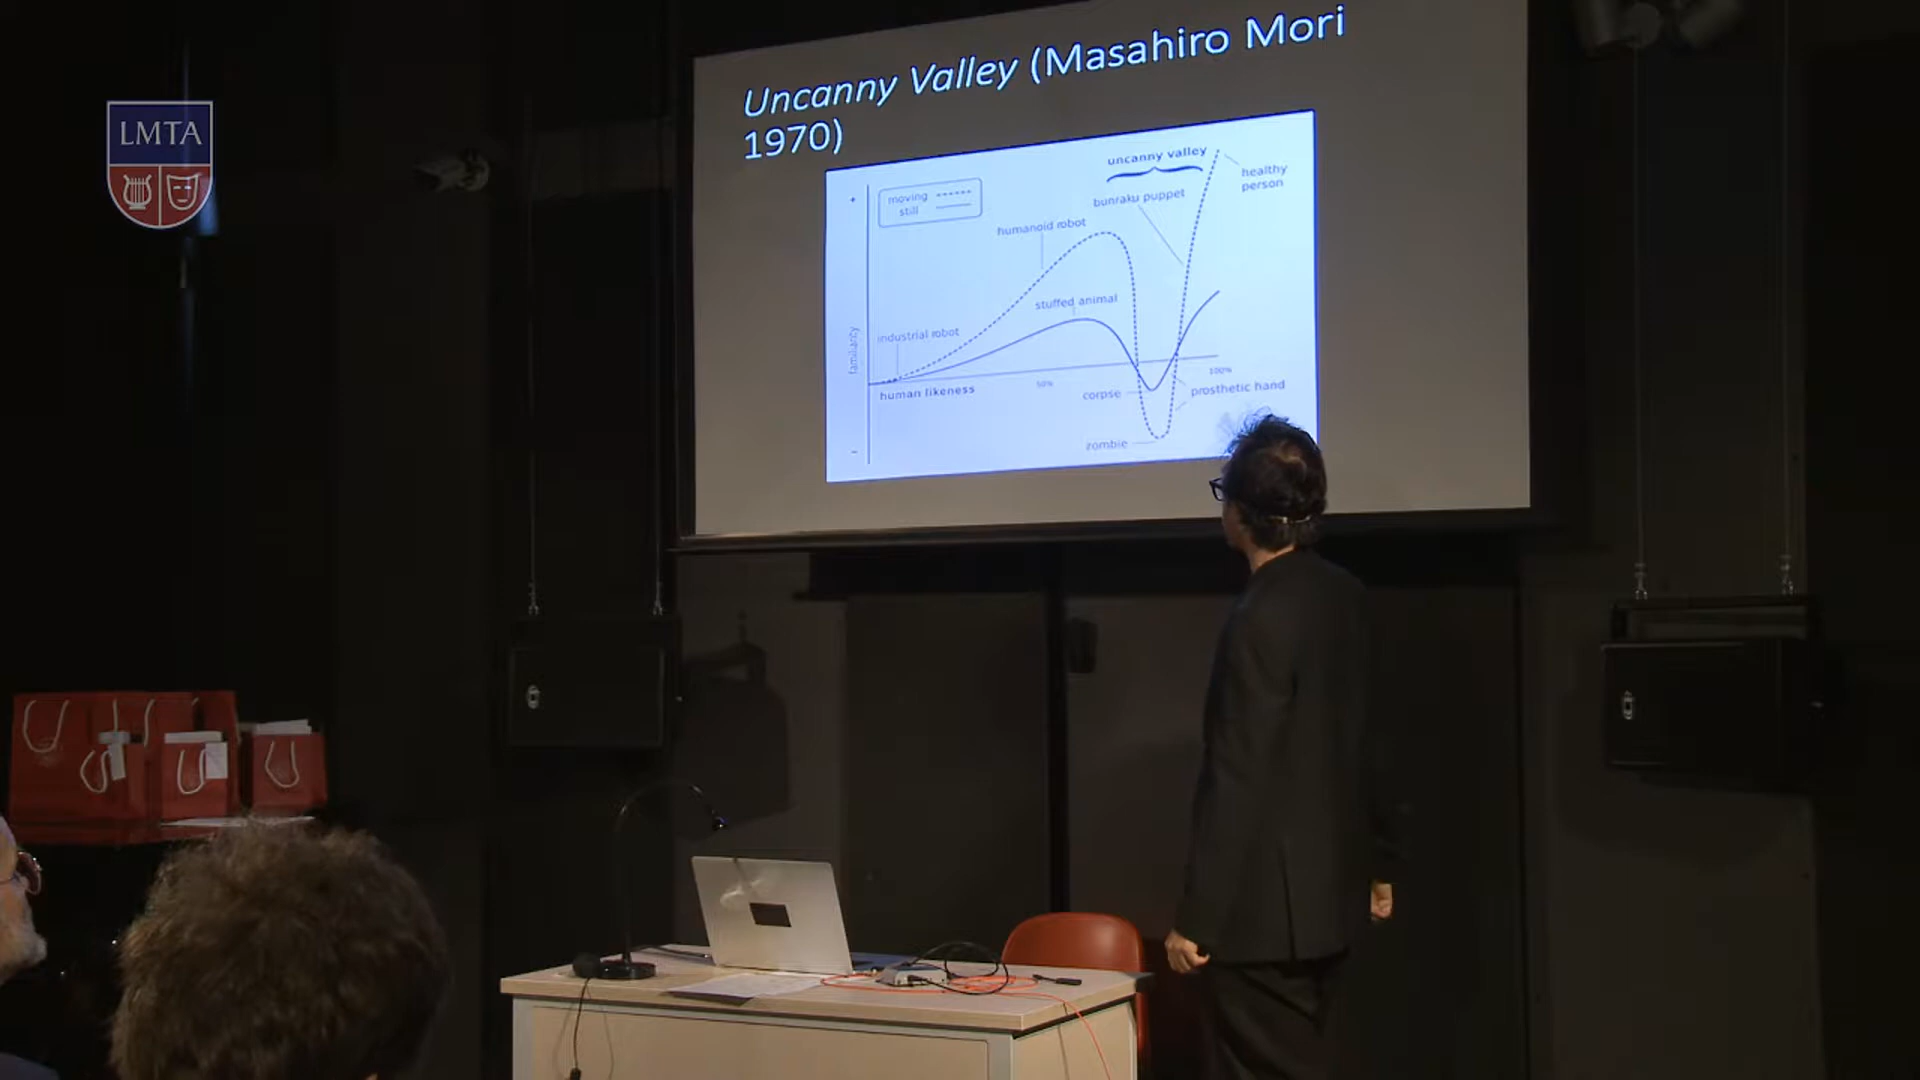 LMTA
Uncanny Valley (Masahiro Mori
1970)
uncanny valley
healthy
person
+
moving
still
bunraku puppet
humanoid robot
stuffed animal
industrial robot
familiarity
human likeness
50%
100%
corpse
prosthetic hand
zombie
-